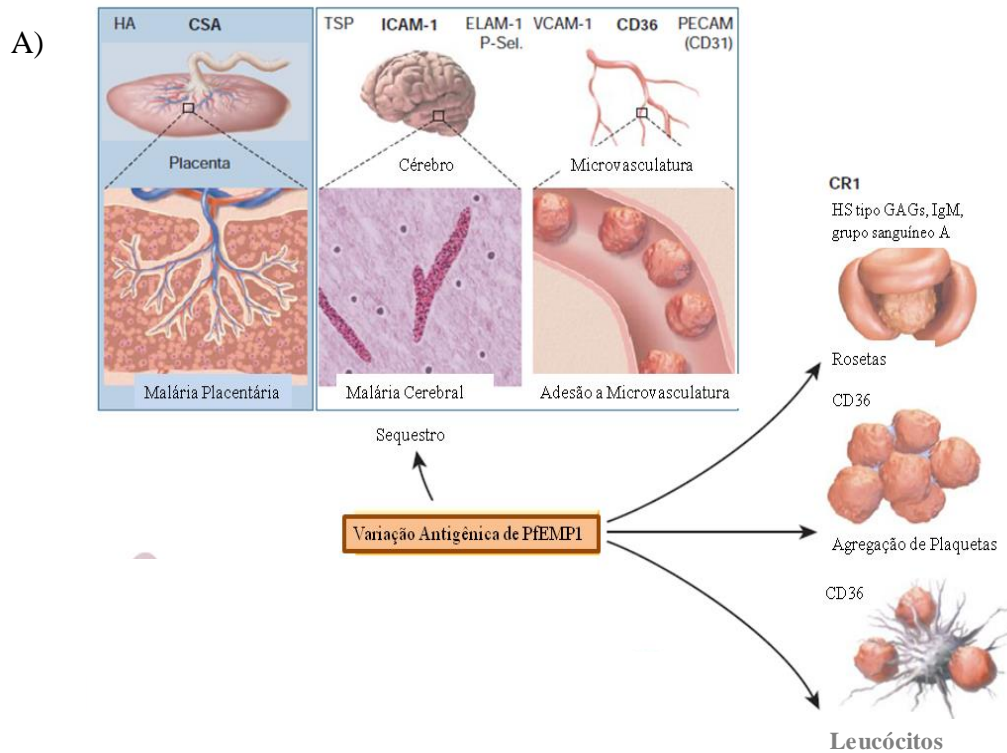 A)
HA CSA
TSP ICAM-1 ELAM-1 VCAM-1 CD36 PECAM
P-Sel. (CD31)
Placenta
Cérebro
Microvasculatura
Malária Placentária
Malária Cerebral
Adesão a Microvasculatura
CR1
HS tipo GAGs, IgM,
grupo sanguíneo A
Rosetas
CD36
Agregação de Plaquetas
CD36
Leucócitos
Sequestro
Variação Antigênica de PfEMP1